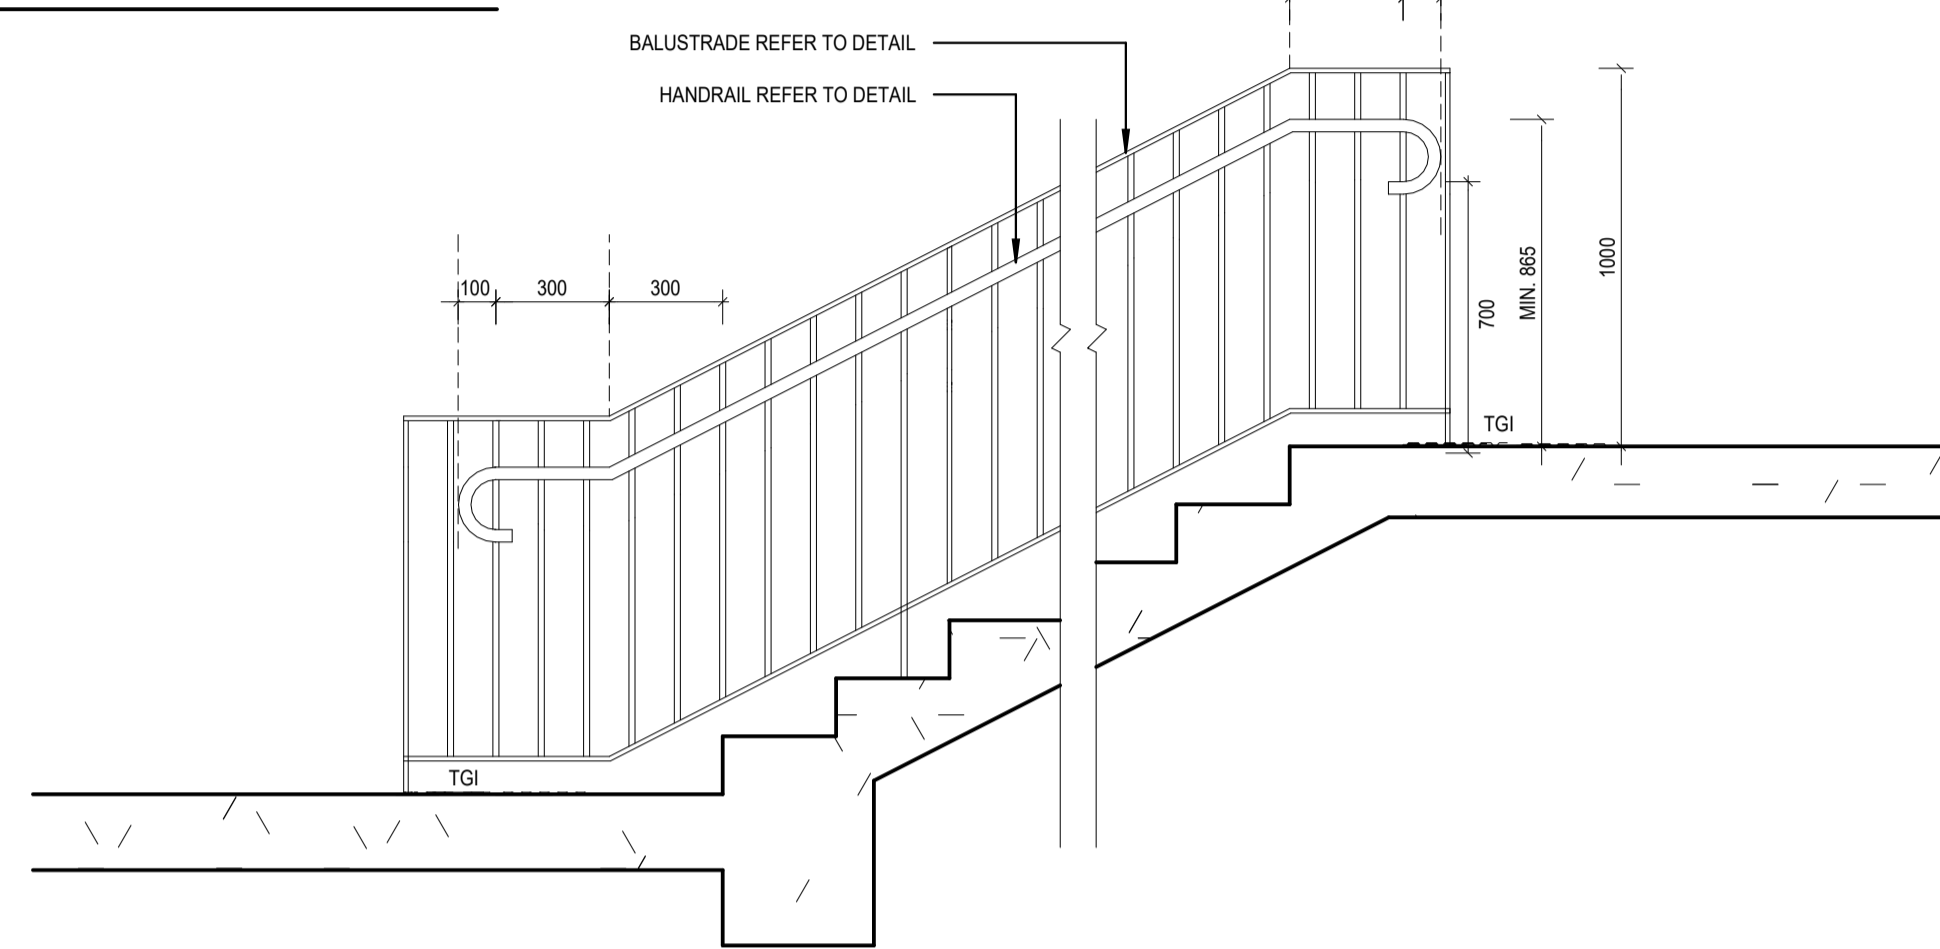 BALUSTRADE REFER TO DETAIL
HANDRAIL REFER TO DETAIL
100
300
300
1000
MIN. 865
700
TGI
TGI